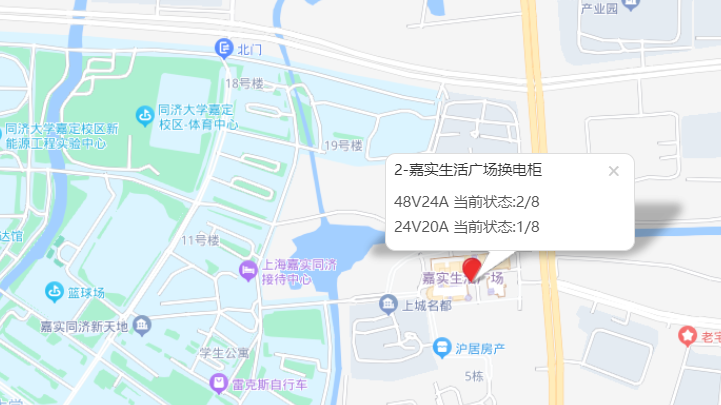 产业园
北门
18号楼
同济大学嘉定
校区-体育中心
同济大学嘉定校区新
能源工程实验中心
19号楼
2-嘉实生活广场换电柜
48V24A 当前状态:2/8
24V20A 当前状态:1/8
11号楼
达馆
上海嘉实同济
接待中心
嘉实生活广场
篮球场
上城名都
嘉实同济新天地
老宅
沪居房产
学生公寓
5栋
雷克斯自行车